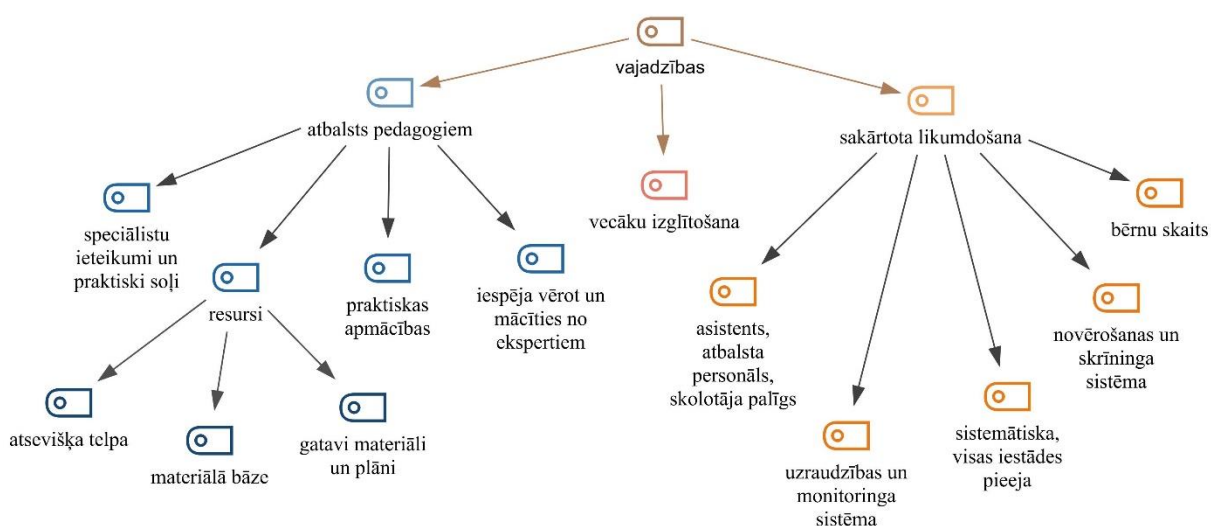 vajadzības
atbalsts pedagogiem
sakārtota likumdošana
vecāku izglītošana
bērnu skaits
speciālistu
ieteikumi un
praktiski soļi
resursi
praktiskas
apmācības
iespēja vērot un
mācīties no
ekspertiem
asistents,
atbalsta
personāls,
skolotāja palīgs
novērošanas un
skrīninga
sistēma
atsevišķa telpa
materiālā bāze
gatavi materiāli
un plāni
uzraudzības un
monitoringa
sistēma
sistemātiska,
visas iestādes
pieeja